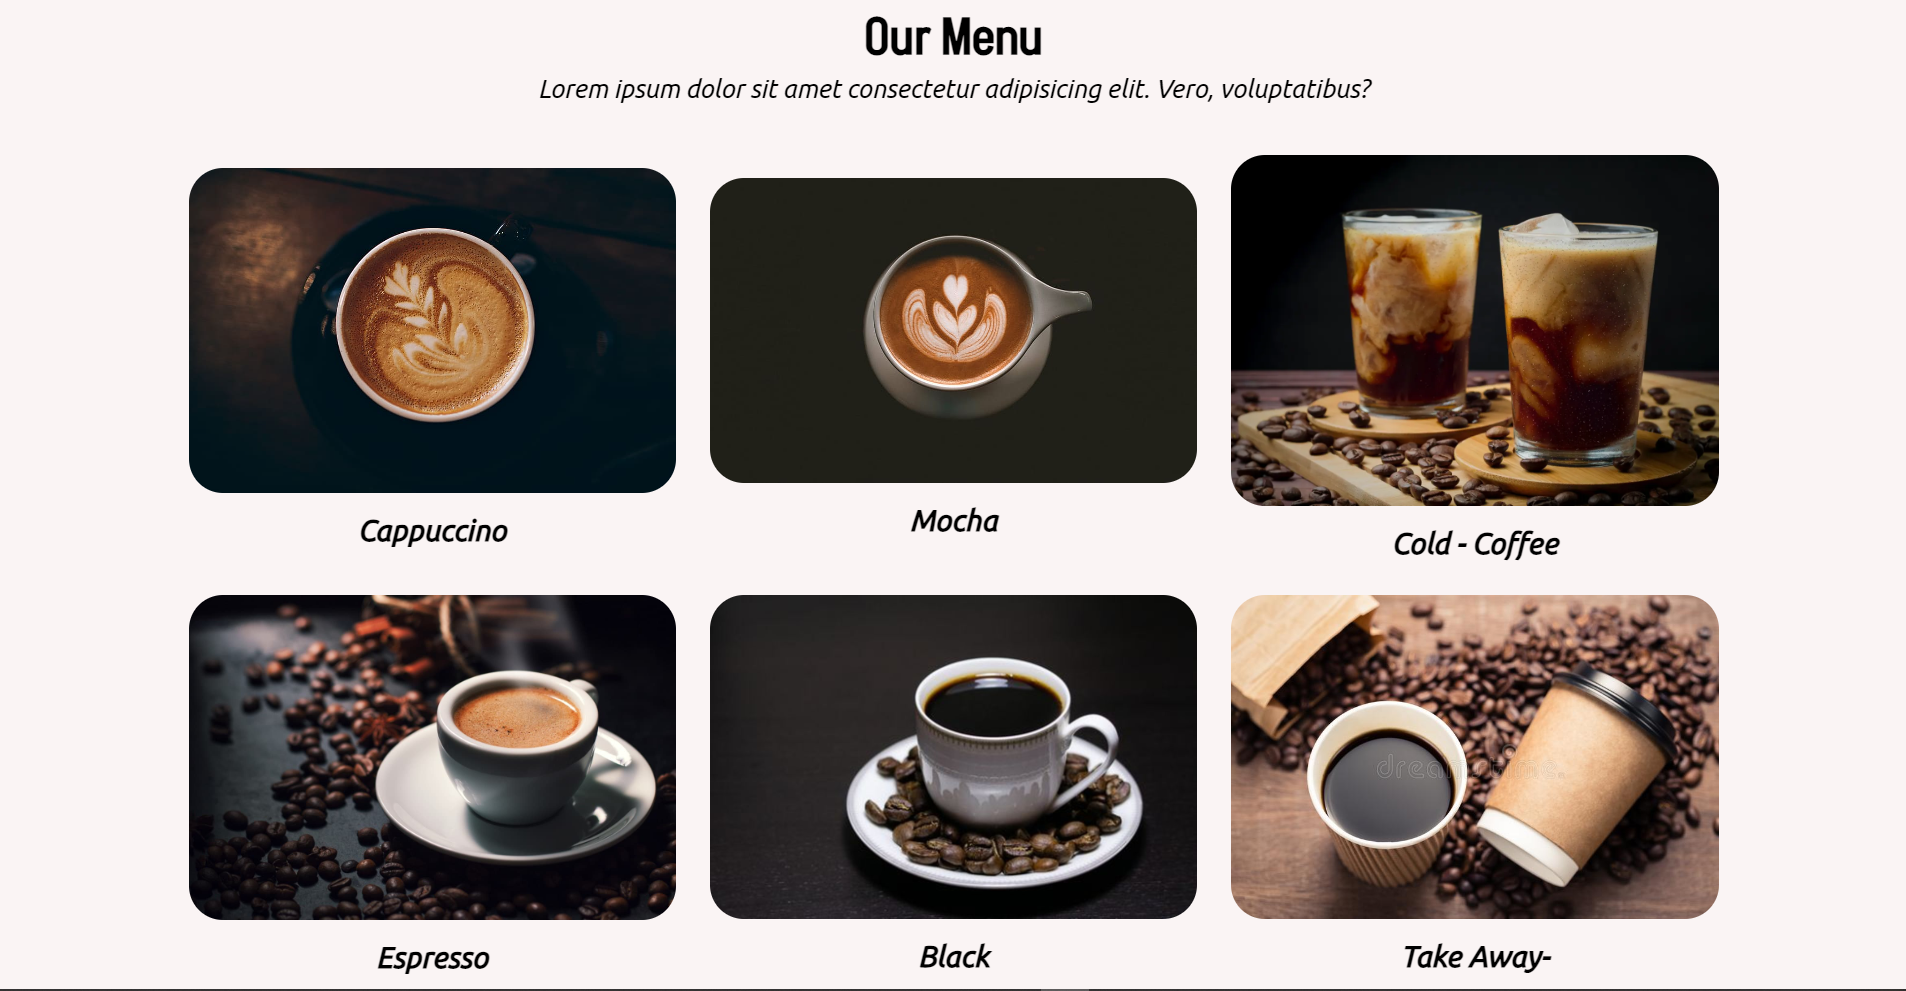 Our Menu
Lorem ipsum dolor sit amet consectetur adipisicing elit. Vero, voluptatibus?
Cappuccino
Mocha
Cold - Coffee
Espresso
Black
dreamstime.
Take Away-